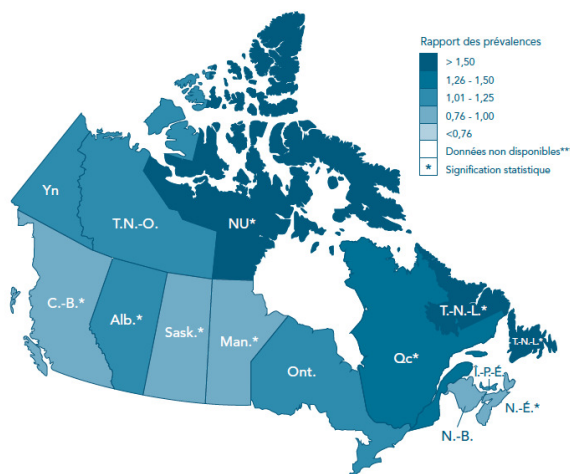 Rapport des prévalences
> 1,50
1,26 - 1,50
1,01 - 1,25
0,76 - 1,00
<0,76
Données non disponibles**
* Signification statistique
Yn
T.N.-O.
NU*
C.-B.*
Alb.*
Sask.*
Man.*
Ont.
Qc*
T.-N.-L.*
T.-N.-L.*
Î.-P.-É.
N.-É.*
N.-B.